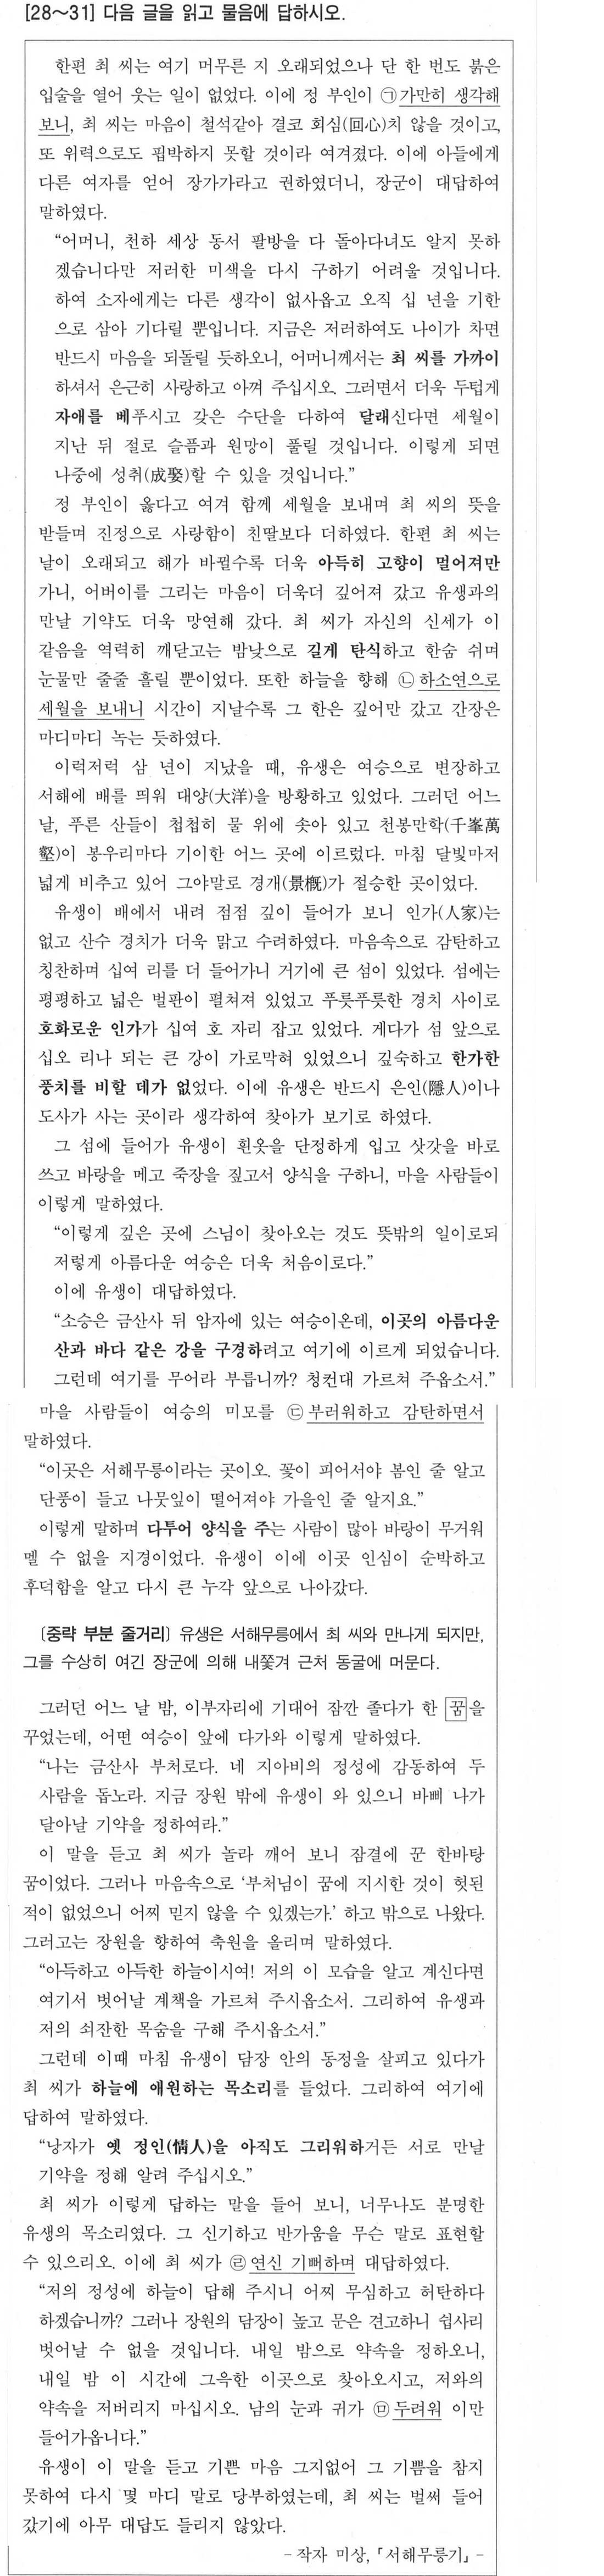 [28～31] 다음 글을 읽고 물음에 답하시오.
한편 최 씨는 여기 머무른 지 오래되었으나 단 한 번도 붉은
입술을 열어 웃는 일이 없었다. 이에 정 부인이 ㉠가만히 생각해
보니, 최 씨는 마음이 철석같아 결코 회심(回心)치 않을 것이고,
또 위력으로도 핍박하지 못할 것이라 여겨졌다. 이에 아들에게
다른 여자를 얻어 장가가라고 권하였더니, 장군이 대답하여
말하였다.
“어머니, 천하 세상 동서 팔방을 다 돌아다녀도 알지 못하
겠습니다만 저러한 미색을 다시 구하기 어려울 것입니다.
하여 소자에게는 다른 생각이 없사옵고 오직 십 년을 기한
으로 삼아 기다릴 뿐입니다. 지금은 저러하여도 나이가 차면
반드시 마음을 되돌릴 듯하오니, 어머니께서는 최 씨를 가까이
하셔서 은근히 사랑하고 아껴 주십시오. 그러면서 더욱 두텁게
자애를 베푸시고 갖은 수단을 다하여 달래신다면 세월이
지난 뒤 절로 슬픔과 원망이 풀릴 것입니다. 이렇게 되면
나중에 성취(成娶)할 수 있을 것입니다.”
정 부인이 옳다고 여겨 함께 세월을 보내며 최 씨의 뜻을
받들며 진정으로 사랑함이 친딸보다 더하였다. 한편 최 씨는
날이 오래되고 해가 바뀔수록 더욱 아득히 고향이 멀어져만
가니, 어버이를 그리는 마음이 더욱더 깊어져 갔고 유생과의
만날 기약도 더욱 망연해 갔다. 최 씨가 자신의 신세가 이
같음을 역력히 깨닫고는 밤낮으로 길게 탄식하고 한숨 쉬며
눈물만 줄줄 흘릴 뿐이었다. 또한 하늘을 향해 ㉡하소연으로
세월을 보내니 시간이 지날수록 그 한은 깊어만 갔고 간장은
마디마디 녹는 듯하였다.
이럭저럭 삼 년이 지났을 때, 유생은 여승으로 변장하고
서해에 배를 띄워 대양(大洋)을 방황하고 있었다. 그러던 어느
날, 푸른 산들이 첩첩히 물 위에 솟아 있고 천봉만학(千峯萬
壑)이 봉우리마다 기이한 어느 곳에 이르렀다. 마침 달빛마저
넓게 비추고 있어 그야말로 경개(景槪)가 절승한 곳이었다.
유생이 배에서 내려 점점 깊이 들어가 보니 인가(人家)는
없고 산수 경치가 더욱 맑고 수려하였다. 마음속으로 감탄하고
칭찬하며 십여 리를 더 들어가니 거기에 큰 섬이 있었다. 섬에는
평평하고 넓은 벌판이 펼쳐져 있었고 푸릇푸릇한 경치 사이로
호화로운 인가가 십여 호 자리 잡고 있었다. 게다가 섬 앞으로
십오 리나 되는 큰 강이 가로막혀 있었으니 깊숙하고 한가한
풍치를 비할 데가 없었다. 이에 유생은 반드시 은인(隱人)이나
도사가 사는 곳이라 생각하여 찾아가 보기로 하였다.
그 섬에 들어가 유생이 흰옷을 단정하게 입고 삿갓을 바로
쓰고 바랑을 메고 죽장을 짚고서 양식을 구하니, 마을 사람들이
이렇게 말하였다.
“이렇게 깊은 곳에 스님이 찾아오는 것도 뜻밖의 일이로되
저렇게 아름다운 여승은 더욱 처음이로다.”
이에 유생이 대답하였다.
“소승은 금산사 뒤 암자에 있는 여승이온데, 이곳의 아름다운
산과 바다 같은 강을 구경하려고 여기에 이르게 되었습니다.
그런데 여기를 무어라 부릅니까? 청컨대 가르쳐 주옵소서.”
마을 사람들이 여승의 미모를 ㉢부러워하고 감탄하면서
말하였다.
“이곳은 서해무릉이라는 곳이오. 꽃이 피어서야 봄인 줄 알고
단풍이 들고 나뭇잎이 떨어져야 가을인 줄 알지요.”
이렇게 말하며 다투어 양식을 주는 사람이 많아 바랑이 무거워
멜 수 없을 지경이었다. 유생이 이에 이곳 인심이 순박하고
후덕함을 알고 다시 큰 누각 앞으로 나아갔다.
[중략 부분 줄거리] 유생은 서해무릉에서 최 씨와 만나게 되지만,
그를 수상히 여긴 장군에 의해 내쫓겨 근처 동굴에 머문다.
그러던 어느 날 밤, 이부자리에 기대어 잠깐 졸다가 한 꿈을
꾸었는데, 어떤 여승이 앞에 다가와 이렇게 말하였다.
“나는 금산사 부처로다. 네 지아비의 정성에 감동하여 두
사람을 돕노라. 지금 장원 밖에 유생이 와 있으니 바삐 나가
달아날 기약을 정하여라.”
이 말을 듣고 최 씨가 놀라 깨어 보니 잠결에 꾼 한바탕
꿈이었다. 그러나 마음속으로 ‘부처님이 꿈에 지시한 것이 헛된
적이 없었으니 어찌 믿지 않을 수 있겠는가.’ 하고 밖으로 나왔다.
그러고는 장원을 향하여 축원을 올리며 말하였다.
“아득하고 아득한 하늘이시여! 저의 이 모습을 알고 계신다면
여기서 벗어날 계책을 가르쳐 주시옵소서. 그리하여 유생과
저의 쇠잔한 목숨을 구해 주시옵소서.”
그런데 이때 마침 유생이 담장 안의 동정을 살피고 있다가
최 씨가 하늘에 애원하는 목소리를 들었다. 그리하여 여기에
답하여 말하였다.
“낭자가 옛 정인(情人)을 아직도 그리워하거든 서로 만날
기약을 정해 알려 주십시오.”
최 씨가 이렇게 답하는 말을 들어 보니, 너무나도 분명한
유생의 목소리였다. 그 신기하고 반가움을 무슨 말로 표현할
수 있으리오. 이에 최 씨가 ㉣연신 기뻐하며 대답하였다.
“저의 정성에 하늘이 답해 주시니 어찌 무심하고 허탄하다
하겠습니까? 그러나 장원의 담장이 높고 문은 견고하니 쉽사리
벗어날 수 없을 것입니다. 내일 밤으로 약속을 정하오니,
내일 밤 이 시간에 그윽한 이곳으로 찾아오시고, 저와의
약속을 저버리지 마십시오. 남의 눈과 귀가 ㉤두려워 이만
들어가옵니다.”
유생이 이 말을 듣고 기쁜 마음 그지없어 그 기쁨을 참지
못하여 다시 몇 마디 말로 당부하였는데, 최 씨는 벌써 들어
갔기에 아무 대답도 들리지 않았다.
- 작자 미상, 「서해무릉기」 -